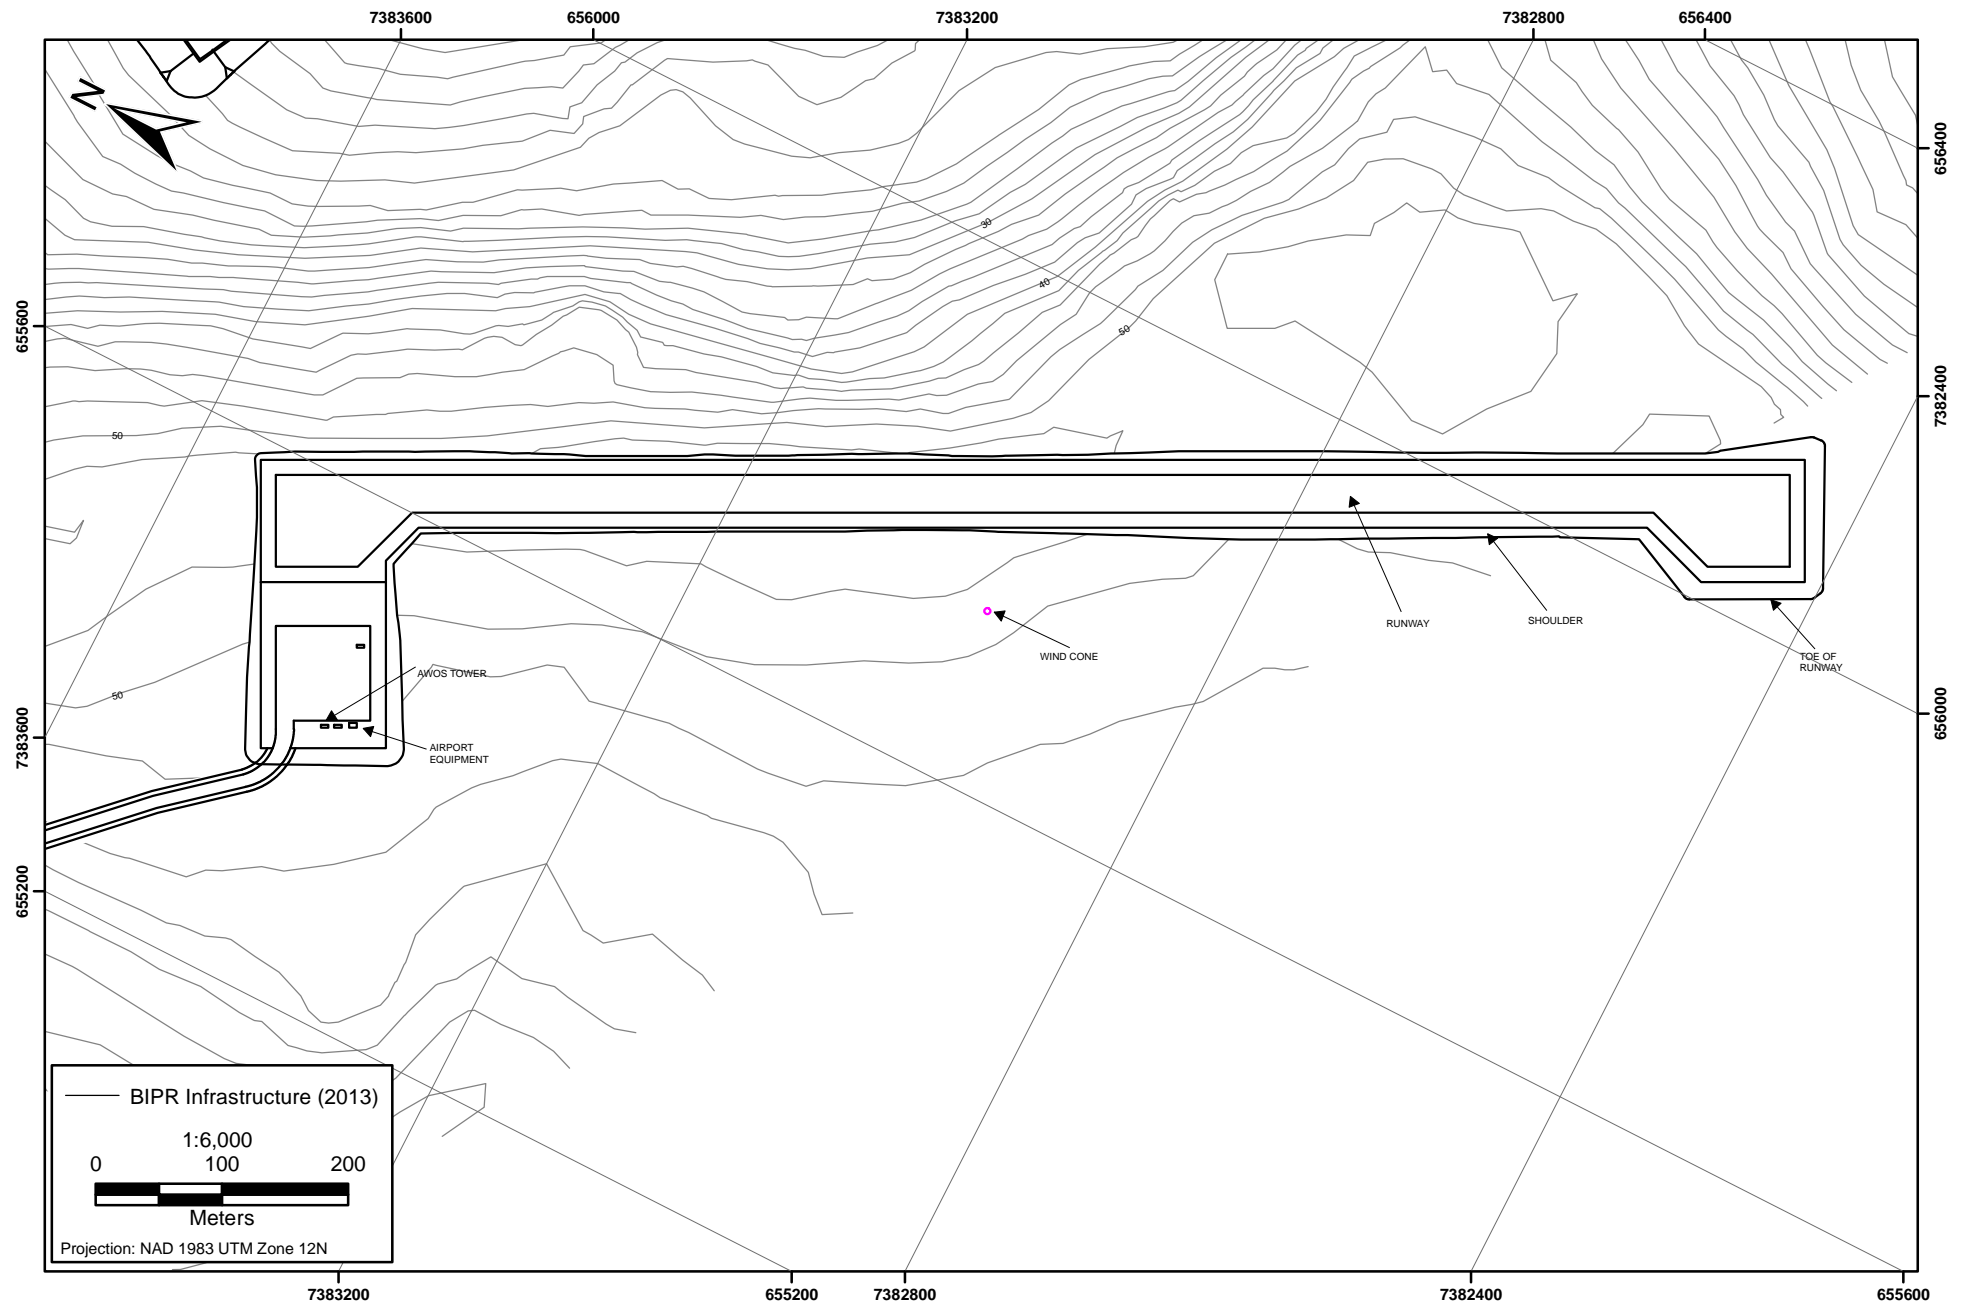 7383600 656000 7383200 7382800 656400
N
656400
30
40
655600
50
7382400
50
RUNWAY
SHOULDER
WIND CONE
TOE OF
RUNWAY
AWOS TOWER
50
656000
7383600
AIRPORT
EQUIPMENT
655200
BIPR Infrastructure (2013)
1:6,000
0 100 200
Meters
Projection: NAD 1983 UTM Zone 12N
7383200 655200 7382800 7382400 655600